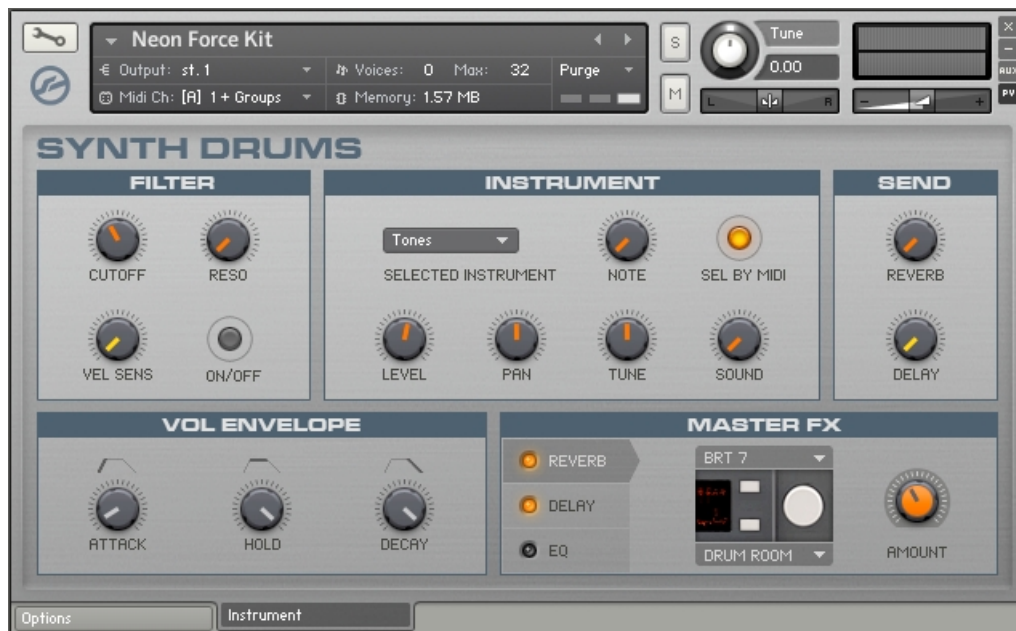 Neon Force Kit
Output: st. 1
Voices: 0 Max: 32
Purge
Midi Ch: [A] 1 + Groups
Memory: 1.57 MB
S
M
Tune
0.00
L
R
−
+
×
−
AUX
PV
SYNTH DRUMS
FILTER
CUTOFF
RESO
VEL SENS
ON/OFF
INSTRUMENT
Tones
SELECTED INSTRUMENT
NOTE
SEL BY MIDI
LEVEL
PAN
TUNE
SOUND
SEND
REVERB
DELAY
VOL ENVELOPE
ATTACK
HOLD
DECAY
MASTER FX
REVERB
DELAY
EQ
BRT 7
DRUM ROOM
AMOUNT
Options
Instrument